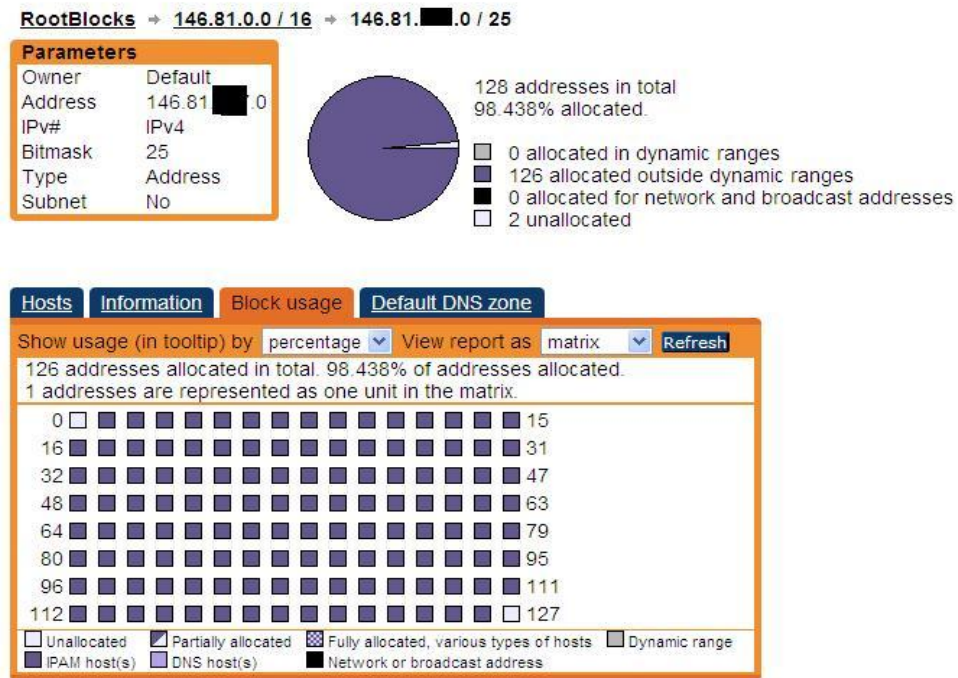 RootBlocks → 146.81.0.0 / 16 → 146.81. .0 / 25
Parameters
Owner Default
Address 146.81. .0
IPv# IPv4
Bitmask 25
Type Address
Subnet No
128 addresses in total
98.438% allocated.
0 allocated in dynamic ranges
126 allocated outside dynamic ranges
0 allocated for network and broadcast addresses
2 unallocated
Hosts Information Block usage Default DNS zone
Show usage (in tooltip) by percentage View report as matrix Refresh
126 addresses allocated in total. 98.438% of addresses allocated.
1 addresses are represented as one unit in the matrix.
0 15
16 31
32 47
48 63
64 79
80 95
96 111
112 127
Unallocated Partially allocated Fully allocated, various types of hosts Dynamic range
IPAM host(s) DNS host(s) Network or broadcast address